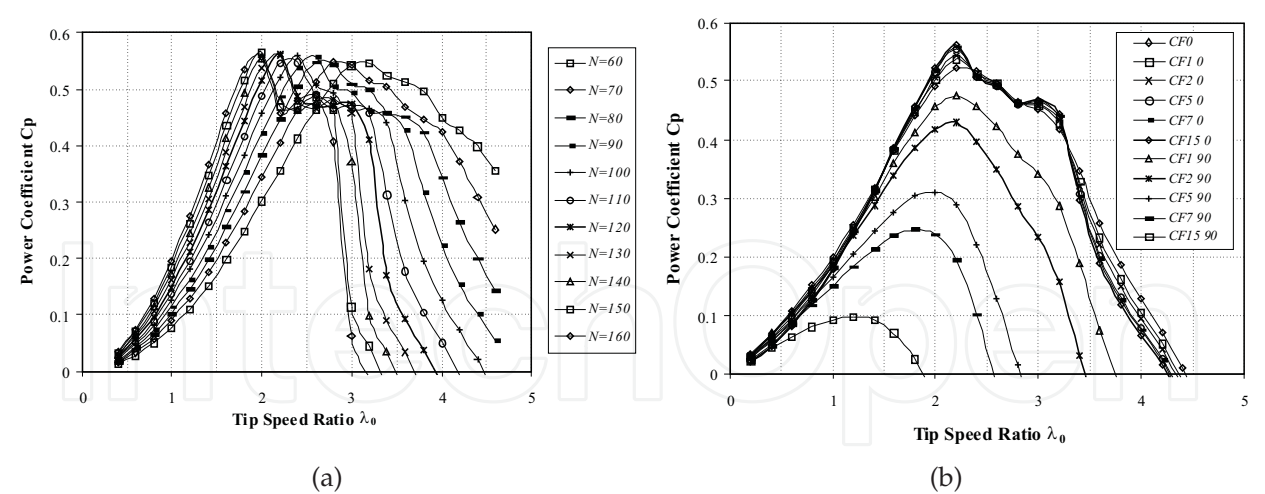 0.6
0.5
0.4
0.3
0.2
0.1
0
Power Coefficient Cp
0 1 2 3 4 5
Tip Speed Ratio λ0
N=60
N=70
N=80
N=90
N=100
N=110
N=120
N=130
N=140
N=150
N=160
(a)
0.6
0.5
0.4
0.3
0.2
0.1
0
Power Coefficient Cp
0 1 2 3 4 5
Tip Speed Ratio λ0
CF0
CF1 0
CF2 0
CF5 0
CF7 0
CF15 0
CF1 90
CF2 90
CF5 90
CF7 90
CF15 90
(b)
IntechOpen